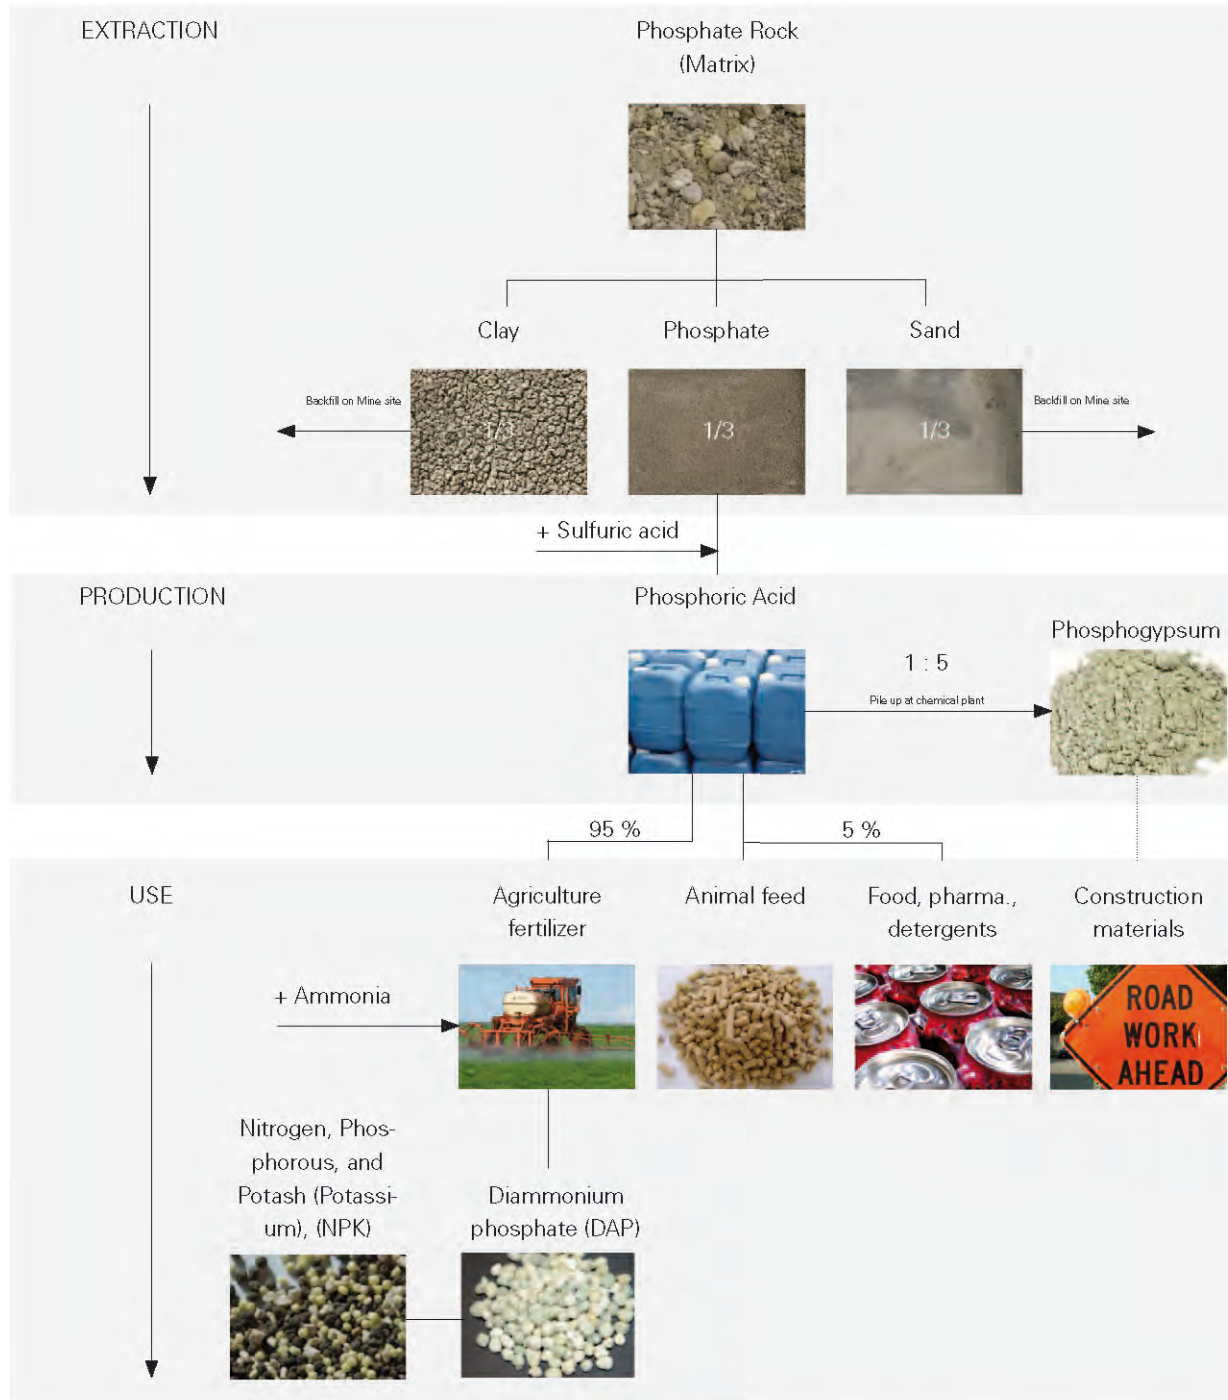 EXTRACTION
Phosphate Rock
(Matrix)
Clay
Phosphate
Sand
Backfill on Mine site
1/3
1/3
1/3
Backfill on Mine site
+ Sulfuric acid
PRODUCTION
Phosphoric Acid
Phosphogypsum
1 : 5
Pile up at chemical plant
95 %
5 %
USE
Agriculture
fertilizer
Animal feed
Food, pharma.,
detergents
Construction
materials
+ Ammonia
ROAD
WORK
AHEAD
Nitrogen, Phos-
phorous, and
Potash (Potassi-
um), (NPK)
Diammonium
phosphate (DAP)